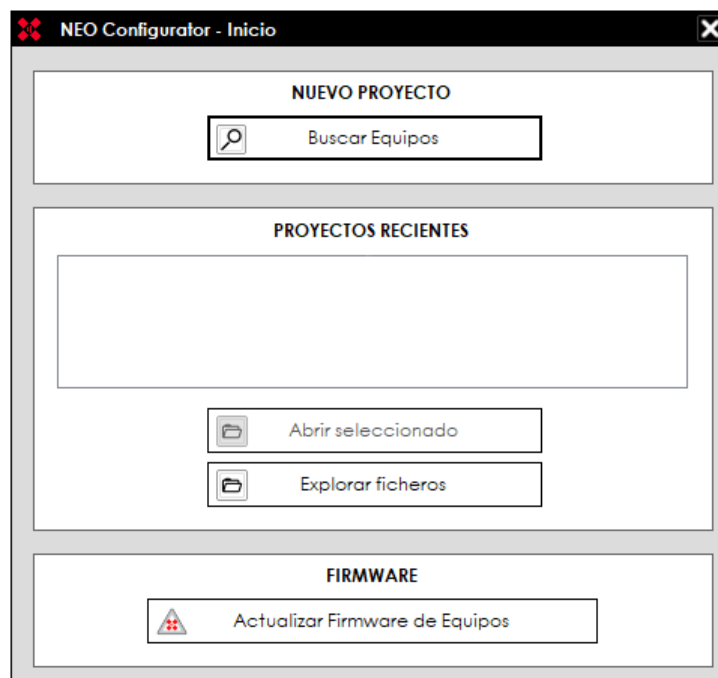 NEO Configurator - Inicio
NUEVO PROYECTO
Buscar Equipos
PROYECTOS RECIENTES
Abrir seleccionado
Explorar ficheros
FIRMWARE
Actualizar Firmware de Equipos